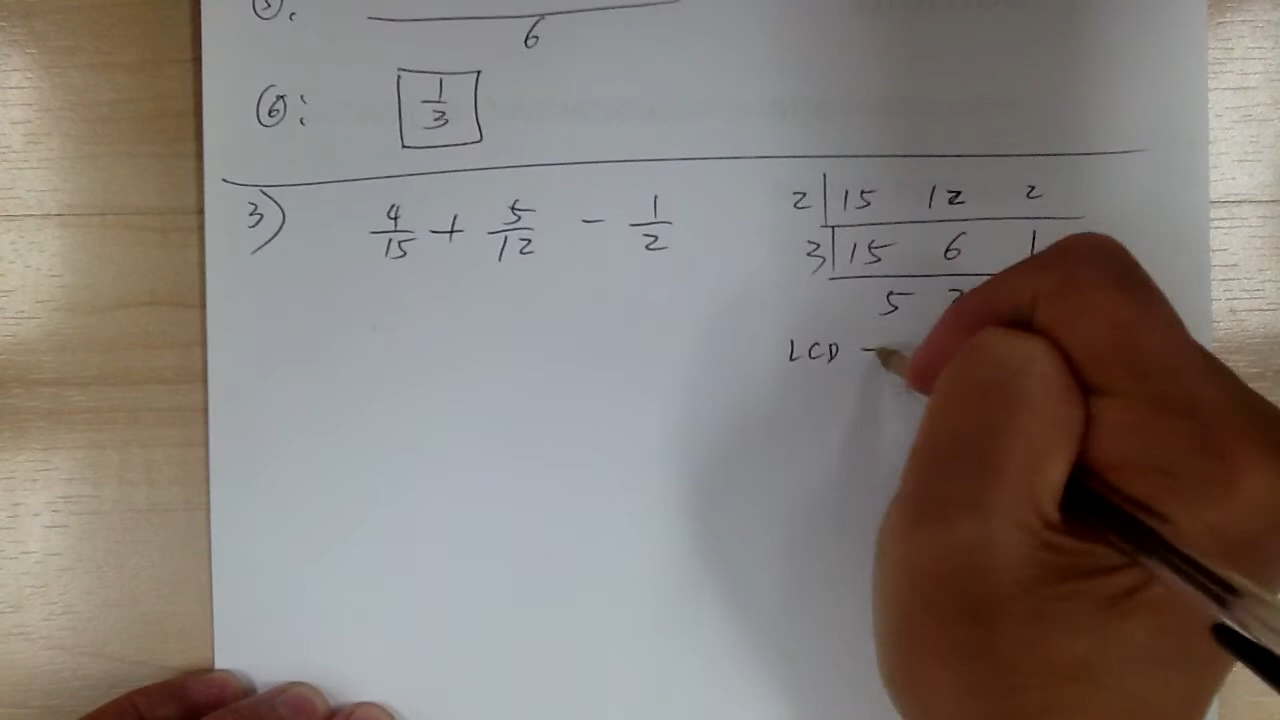 6
⑥: 1/3
3) 4/15 + 5/12 - 1/2
2 | 15 12 2
3 | 15 6 1
5
LCD